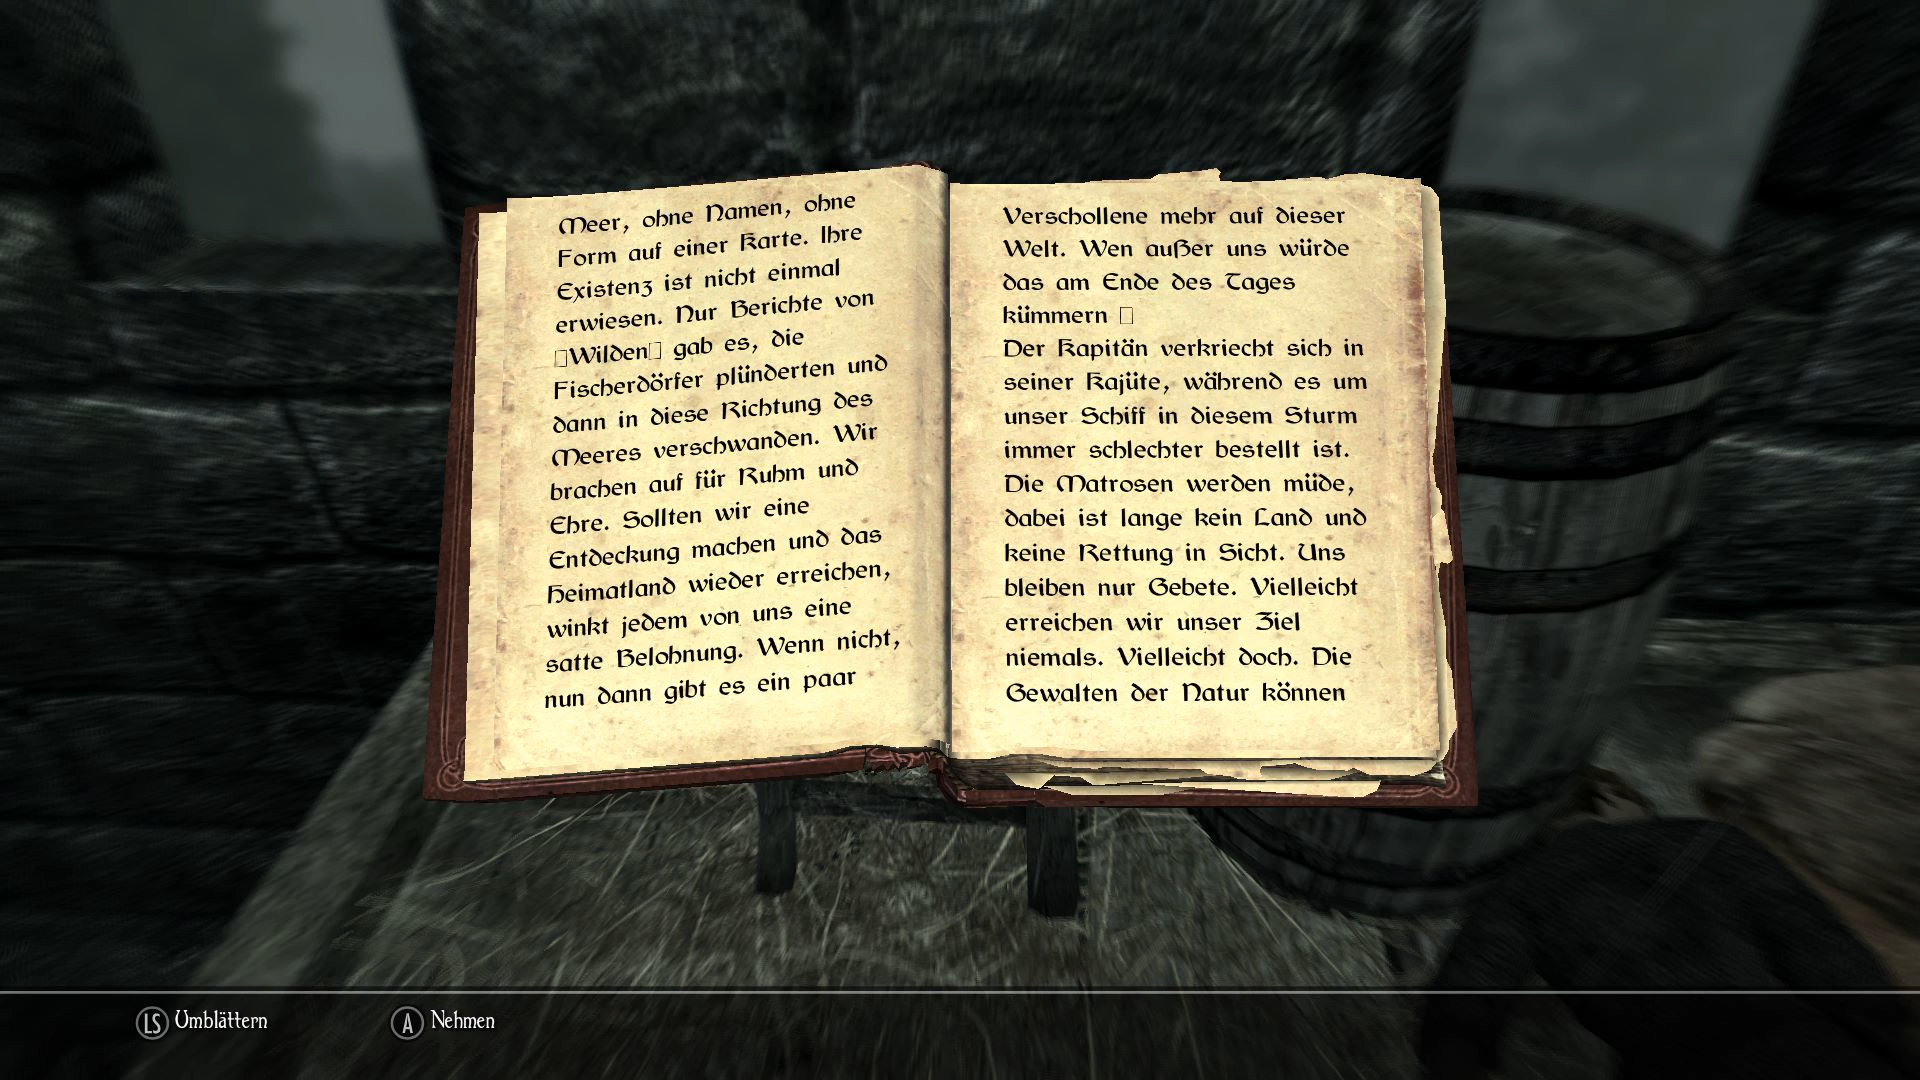 Meer, ohne Namen, ohne
Form auf einer Karte. Ihre
Existenz ist nicht einmal
erwiesen. Nur Berichte von
□Wilden□ gab es, die
Fischerdörfer plünderten und
dann in diese Richtung des
Meeres verschwanden. Wir
brachen auf für Ruhm und
Ehre. Sollten wir eine
Entdeckung machen und das
Heimatland wieder erreichen,
winkt jedem von uns eine
satte Belohnung. Wenn nicht,
nun dann gibt es ein paar
Verschollene mehr auf dieser
Welt. Wen außer uns würde
das am Ende des Tages
kümmern □
Der Kapitän verkriecht sich in
seiner Kajüte, während es um
unser Schiff in diesem Sturm
immer schlechter bestellt ist.
Die Matrosen werden müde,
dabei ist lange kein Land und
keine Rettung in Sicht. Uns
bleiben nur Gebete. Vielleicht
erreichen wir unser Ziel
niemals. Vielleicht doch. Die
Gewalten der Natur können
LS Umblättern
A Nehmen